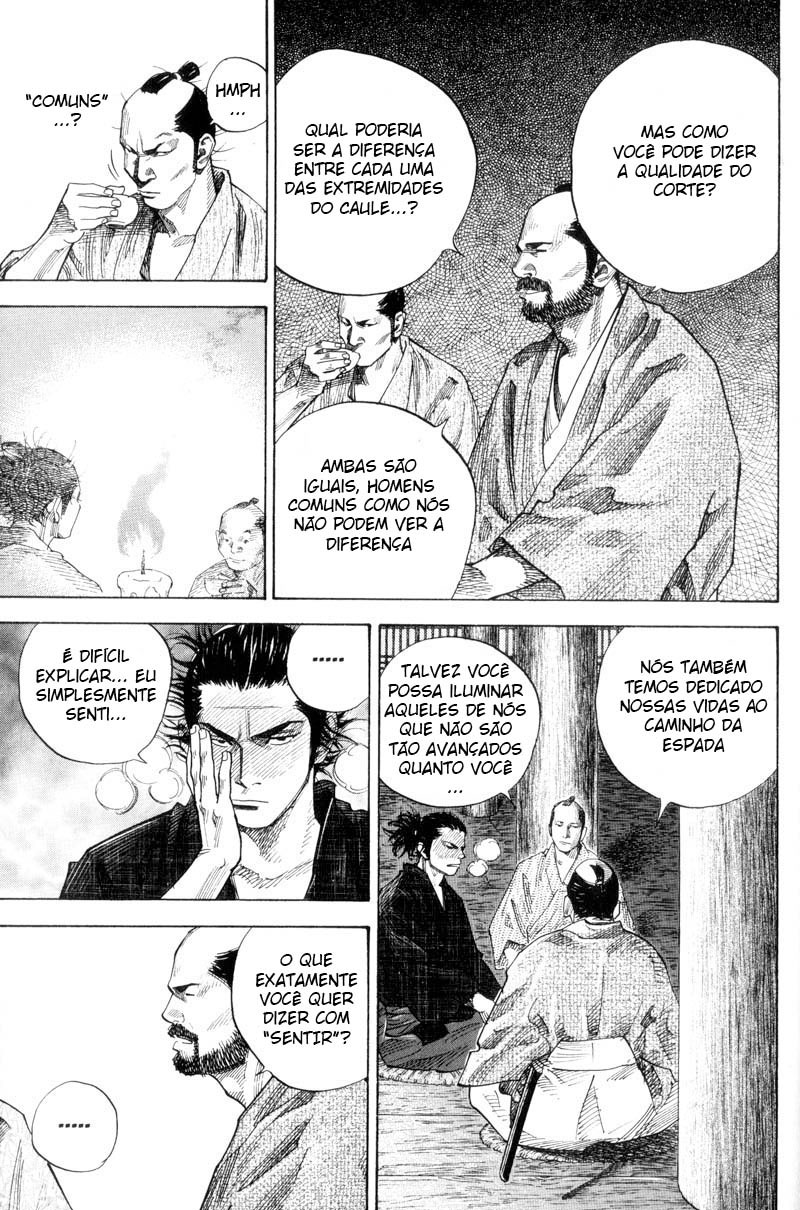 MAS COMO
VOCÊ PODE DIZER
A QUALIDADE DO
CORTE?
QUAL PODERIA
SER A DIFERENÇA
ENTRE CADA UMA
DAS EXTREMIDADES
DO CAULE...?
AMBAS SÃO
IGUAIS, HOMENS
COMUNS COMO NÓS
NÃO PODEM VER A
DIFERENÇA
HMPH
...
"COMUNS"
...?
NÓS TAMBÉM
TEMOS DEDICADO
NOSSAS VIDAS AO
CAMINHO DA
ESPADA
TALVEZ VOCÊ
POSSA ILUMINAR
AQUELES DE NÓS
QUE NÃO SÃO
TÃO AVANÇADOS
QUANTO VOCÊ
...
.....
É DIFÍCIL
EXPLICAR... EU
SIMPLESMENTE
SENTI...
O QUE
EXATAMENTE
VOCÊ QUER
DIZER COM
"SENTIR"?
.....